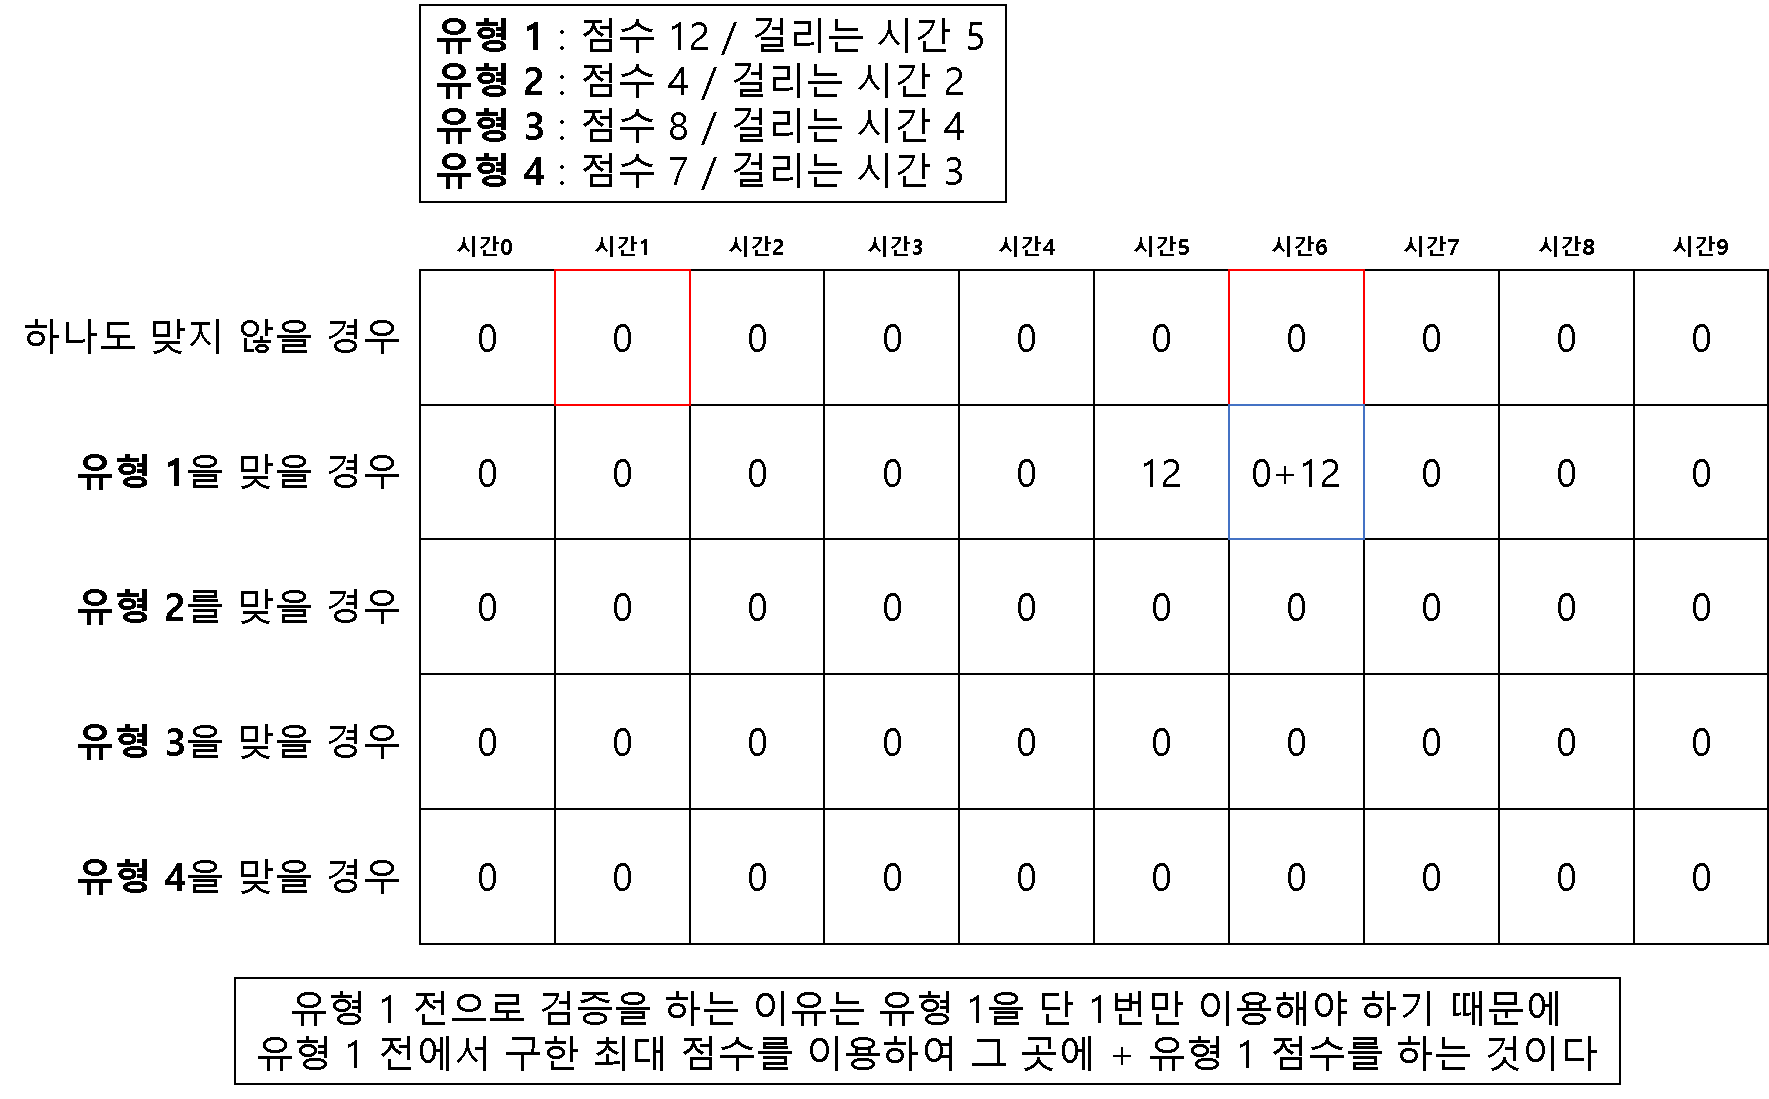 유형 1 : 점수 12 / 걸리는 시간 5
유형 2 : 점수 4 / 걸리는 시간 2
유형 3 : 점수 8 / 걸리는 시간 4
유형 4 : 점수 7 / 걸리는 시간 3
시간0 시간1 시간2 시간3 시간4 시간5 시간6 시간7 시간8 시간9
하나도 맞지 않을 경우 0 0 0 0 0 0 0 0 0 0
유형 1을 맞을 경우 0 0 0 0 0 12 0+12 0 0 0
유형 2를 맞을 경우 0 0 0 0 0 0 0 0 0 0
유형 3을 맞을 경우 0 0 0 0 0 0 0 0 0 0
유형 4을 맞을 경우 0 0 0 0 0 0 0 0 0 0
유형 1 전으로 검증을 하는 이유는 유형 1을 단 1번만 이용해야 하기 때문에
유형 1 전에서 구한 최대 점수를 이용하여 그 곳에 + 유형 1 점수를 하는 것이다